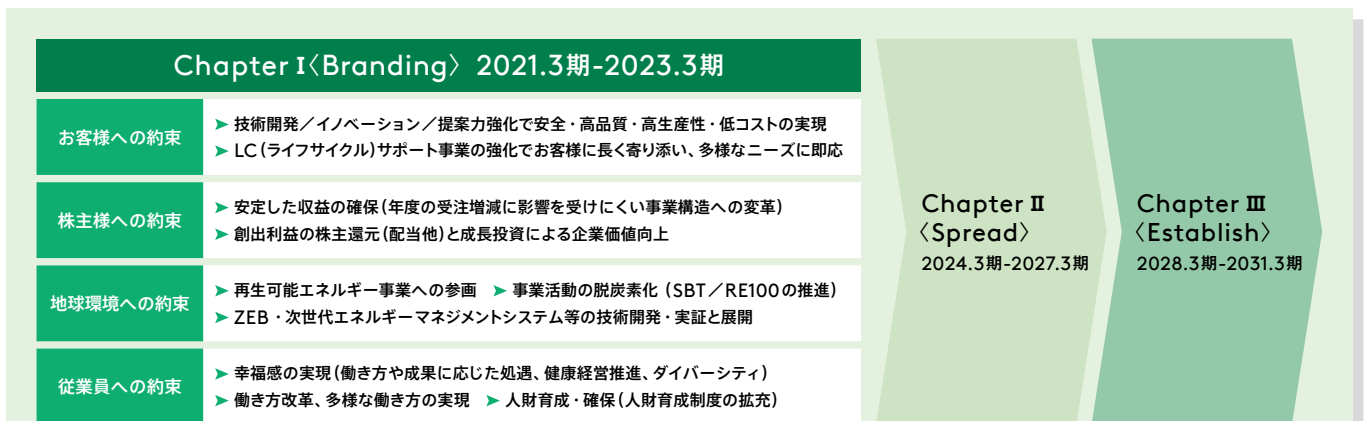 Chapter Ⅰ〈Branding〉 2021.3期-2023.3期
お客様への約束
➤ 技術開発／イノベーション／提案力強化で安全・高品質・高生産性・低コストの実現
➤ LC(ライフサイクル)サポート事業の強化でお客様に長く寄り添い、多様なニーズに即応
株主様への約束
➤ 安定した収益の確保(年度の受注増減に影響を受けにくい事業構造への変革)
➤ 創出利益の株主還元(配当他)と成長投資による企業価値向上
地球環境への約束
➤ 再生可能エネルギー事業への参画 ➤ 事業活動の脱炭素化(SBT／RE100の推進)
➤ ZEB・次世代エネルギーマネジメントシステム等の技術開発・実証と展開
従業員への約束
➤ 幸福感の実現(働き方や成果に応じた処遇、健康経営推進、ダイバーシティ)
➤ 働き方改革、多様な働き方の実現 ➤ 人財育成・確保(人財育成制度の拡充)
Chapter Ⅱ
〈Spread〉
2024.3期-2027.3期
Chapter Ⅲ
〈Establish〉
2028.3期-2031.3期